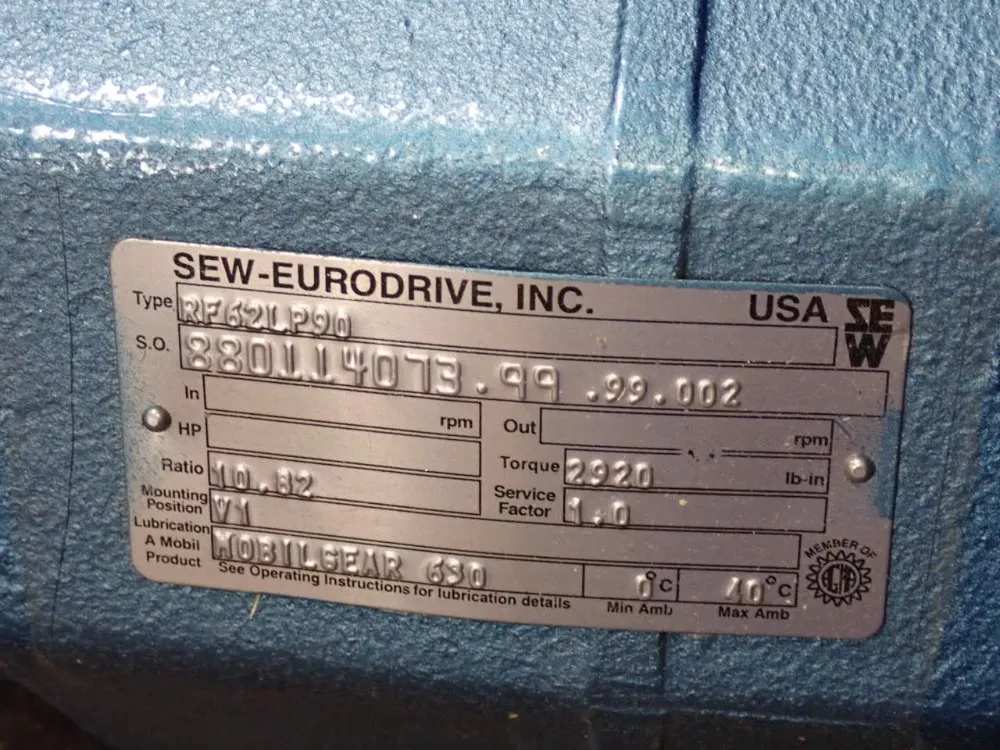 SEW-EURODRIVE, INC. USA SEW
Type RF62LP90
S.O. 880114073.99 .99.002
In rpm Out rpm
HP Torque 2920 lb-in
Ratio 10.82 Service Factor 1.0
Mounting Position V1
Lubrication
A Mobil Product MOBILGEAR 630 0°C 40°C
See Operating Instructions for lubrication details Min Amb Max Amb
MEMBER OF
AGMA